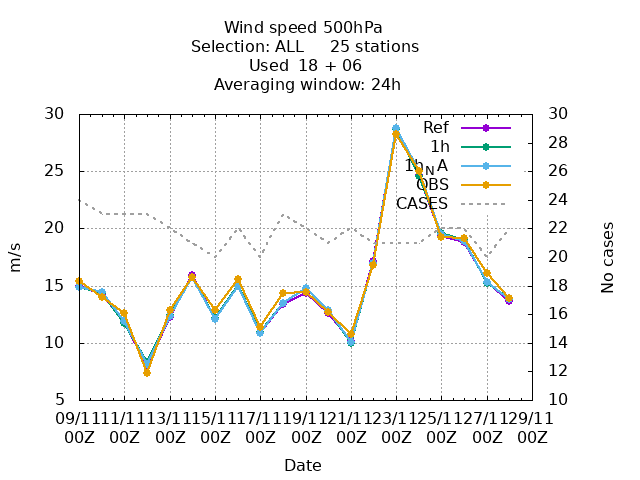 Wind speed 500hPa
Selection: ALL     25 stations
Used  18 + 06
Averaging window: 24h
30 30
Ref 28
1h
25 1hNA 26
OBS
CASES 24
20 22
m/s 20 No cases
15 18
16
10 14
12
5 10
09/11 11/11 13/11 15/11 17/11 19/11 21/11 23/11 25/11 27/11 29/11
00Z 00Z 00Z 00Z 00Z 00Z 00Z 00Z 00Z 00Z 00Z
Date